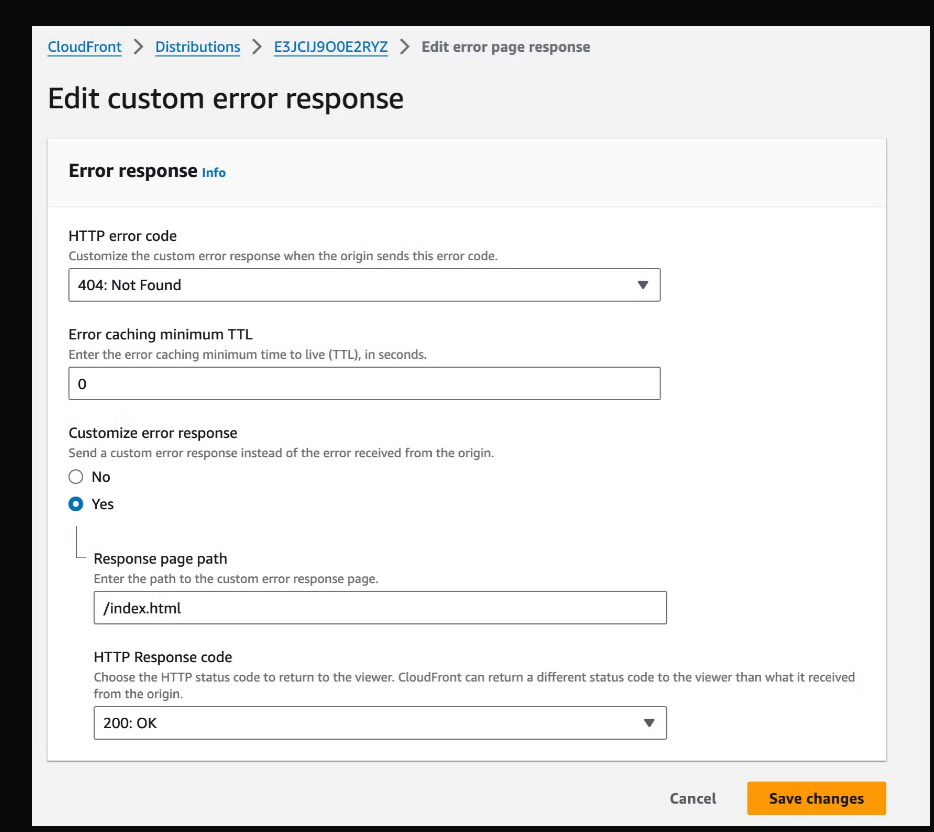 CloudFront > Distributions > E3JCIJ9O0E2RYZ > Edit error page response
Edit custom error response
Error response Info
HTTP error code
Customize the custom error response when the origin sends this error code.
404: Not Found
Error caching minimum TTL
Enter the error caching minimum time to live (TTL), in seconds.
0
Customize error response
Send a custom error response instead of the error received from the origin.
No
Yes
Response page path
Enter the path to the custom error response page.
/index.html
HTTP Response code
Choose the HTTP status code to return to the viewer. CloudFront can return a different status code to the viewer than what it received
from the origin.
200: OK
Cancel Save changes